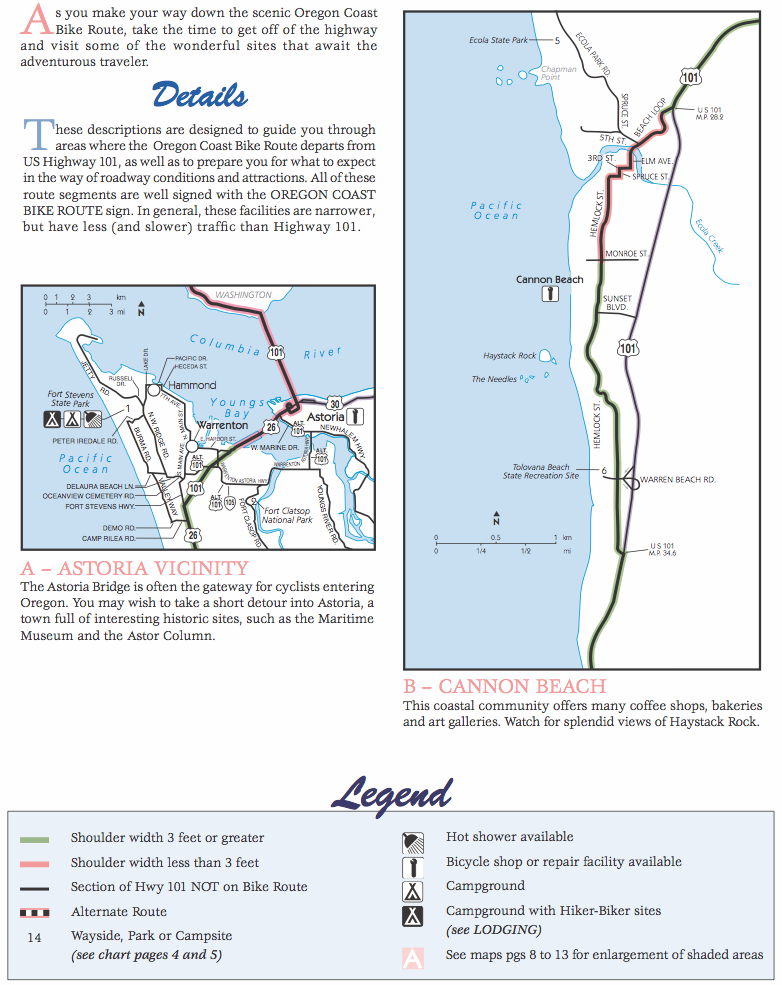 As you make your way down the scenic Oregon Coast
Bike Route, take the time to get off of the highway
and visit some of the wonderful sites that await the
adventurous traveler.
Details
These descriptions are designed to guide you through
areas where the Oregon Coast Bike Route departs from
US Highway 101, as well as to prepare you for what to expect
in the way of roadway conditions and attractions. All of these
route segments are well signed with the OREGON COAST
BIKE ROUTE sign. In general, these facilities are narrower,
but have less (and slower) traffic than Highway 101.
0 1 2 3 km
0 1 2 3 mi
N
WASHINGTON
Columbia River
101
LAKE DR.
PACIFIC DR.
HECEDA ST.
RUSSELL DR.
Hammond
JETTY RD.
7TH AVE.
Fort Stevens
State Park
1
Youngs
Bay
30
Astoria
MAIN ST.
N.W. RIDGE RD.
Warrenton
26
ALT 101
NEWHALEM HWY.
E. HARBOR ST.
PETER IREDALE RD.
BURMA RD.
S. MAIN AVE.
W. MARINE DR.
ALT 101
ALT 101
WARRENTON
Pacific
Ocean
DELAURA BEACH LN.
101
WARRENTON ASTORIA HWY.
OCEANVIEW CEMETERY RD.
FORT STEVENS HWY.
ALT 101
105
Fort Clatsop
National Park
FORT CLASOP RD.
YOUNGS RIVER RD.
DEMO RD.
CAMP RILEA RD.
26
A – ASTORIA VICINITY
The Astoria Bridge is often the gateway for cyclists entering
Oregon. You may wish to take a short detour into Astoria, a
town full of interesting historic sites, such as the Maritime
Museum and the Astor Column.
Ecola State Park
5
ECOLA PARK RD.
Chapman
Point
101
SPRUCE ST.
BEACH LOOP
U S 101
M.P. 28.2
5TH ST.
3RD ST.
ELM AVE.
SPRUCE ST.
Pacific
Ocean
HEMLOCK ST.
Ecola Creek
MONROE ST.
Cannon Beach
SUNSET
BLVD.
101
Haystack Rock
The Needles
HEMLOCK ST.
Tolovana Beach
State Recreation Site
6
WARREN BEACH RD.
N
0 0.5 1 km
0 1/4 1/2 mi
U S 101
M.P. 34.6
B – CANNON BEACH
This coastal community offers many coffee shops, bakeries
and art galleries. Watch for splendid views of Haystack Rock.
Legend
Shoulder width 3 feet or greater
Shoulder width less than 3 feet
Section of Hwy 101 NOT on Bike Route
Alternate Route
14 Wayside, Park or Campsite
(see chart pages 4 and 5)
Hot shower available
Bicycle shop or repair facility available
Campground
Campground with Hiker-Biker sites
(see LODGING)
A See maps pgs 8 to 13 for enlargement of shaded areas